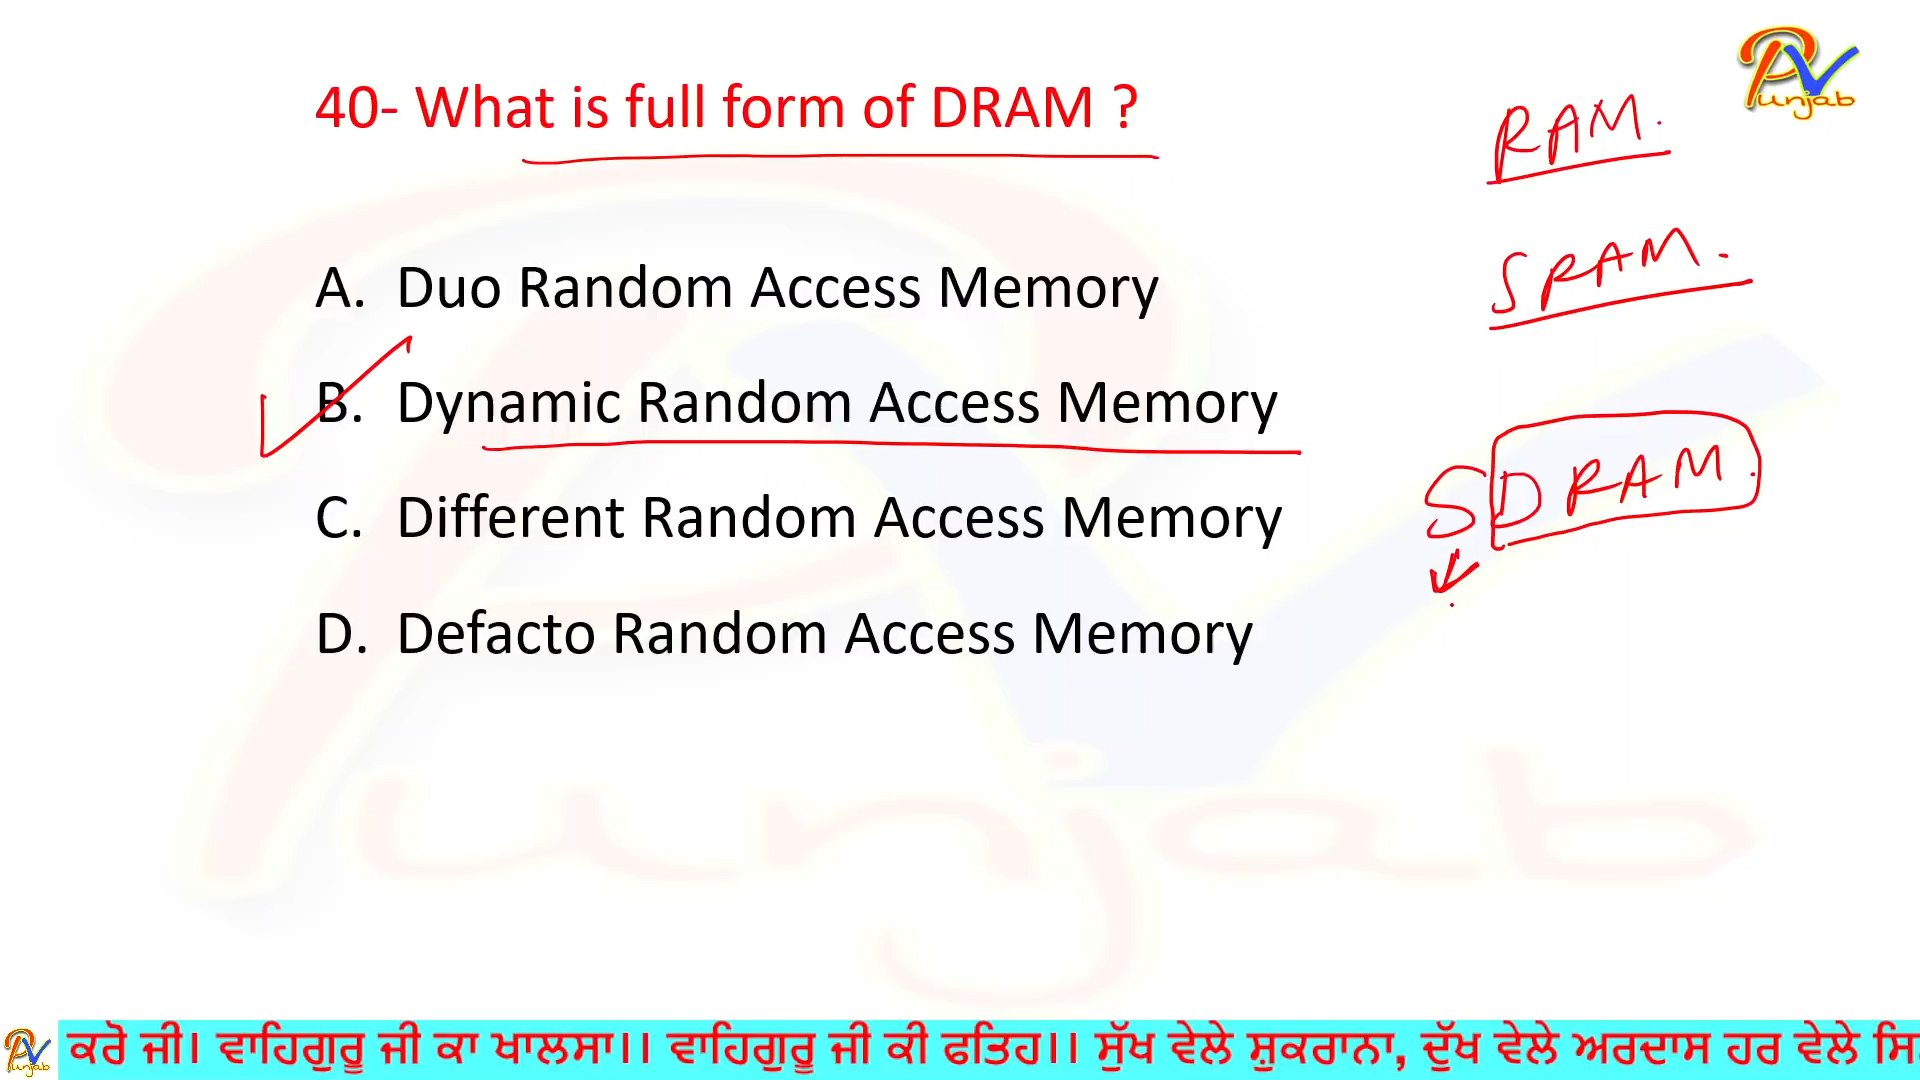 40- What is full form of DRAM ?
A. Duo Random Access Memory
B. Dynamic Random Access Memory
C. Different Random Access Memory
D. Defacto Random Access Memory
RAM.
SRAM.
SDRAM.
PV Punjab
ਕਰੋ ਜੀ। ਵਾਹਿਗੁਰੂ ਜੀ ਕਾ ਖਾਲਸਾ।। ਵਾਹਿਗੁਰੂ ਜੀ ਕੀ ਫਤਿਹ।। ਸੁੱਖ ਵੇਲੇ ਸ਼ੁਕਰਾਨਾ, ਦੁੱਖ ਵੇਲੇ ਅਰਦਾਸ ਹਰ ਵੇਲੇ